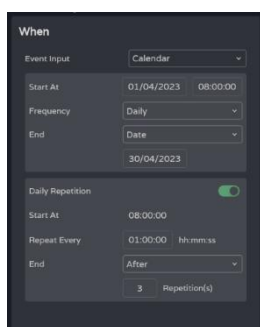 When
Event Input Calendar
Start At 01/04/2023 08:00:00
Frequency Daily
End Date
30/04/2023
Daily Repetition
Start At 08:00:00
Repeat Every 01:00:00 hh:mm:ss
End After
3 Repetition(s)